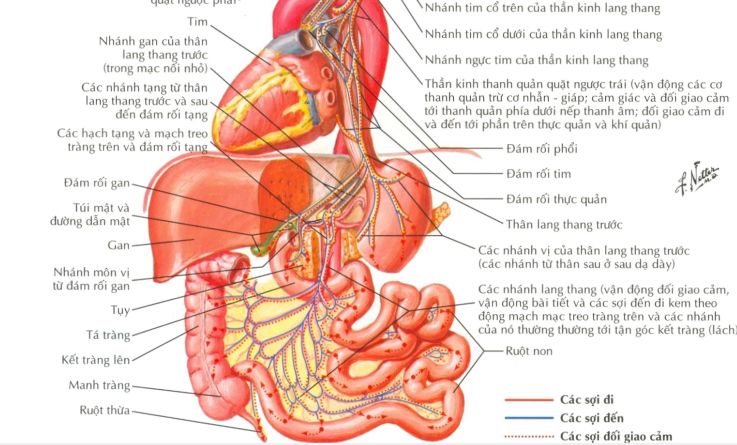 quặt ngược phải
Tim
Nhánh gan của thân
lang thang trước
(trong mạc nối nhỏ)
Các nhánh tạng từ thân
lang thang trước và sau
đến đám rối tạng
Các hạch tạng và mạch treo
tràng trên và đám rối tạng
Đám rối gan
Túi mật và
đường dẫn mật
Gan
Nhánh môn vị
từ đám rối gan
Tụy
Tá tràng
Kết tràng lên
Manh tràng
Ruột thừa
Nhánh tim cổ trên của thần kinh lang thang
Nhánh tim cổ dưới của thần kinh lang thang
Nhánh ngực tim của thần kinh lang thang
Thần kinh thanh quản quặt ngược trái (vận động các cơ
thanh quản trừ cơ nhẫn - giáp; cảm giác và đối giao cảm
tới thanh quản phía dưới nếp thanh âm; đối giao cảm đi
và đến tới phần trên thực quản và khí quản)
Đám rối phổi
Đám rối tim
Đám rối thực quản
Thân lang thang trước
Các nhánh vị của thân lang thang trước
(các nhánh từ thân sau ở sau dạ dày)
Các nhánh lang thang (vận động đối giao cảm,
vận động bài tiết và các sợi đến đi kem theo
động mạch mạc treo tràng trên và các nhánh
của nó thường thường tới tận góc kết tràng (lách)
Ruột non
Các sợi đi
Các sợi đến
Các sợi đối giao cảm
F. Netter
M.D.